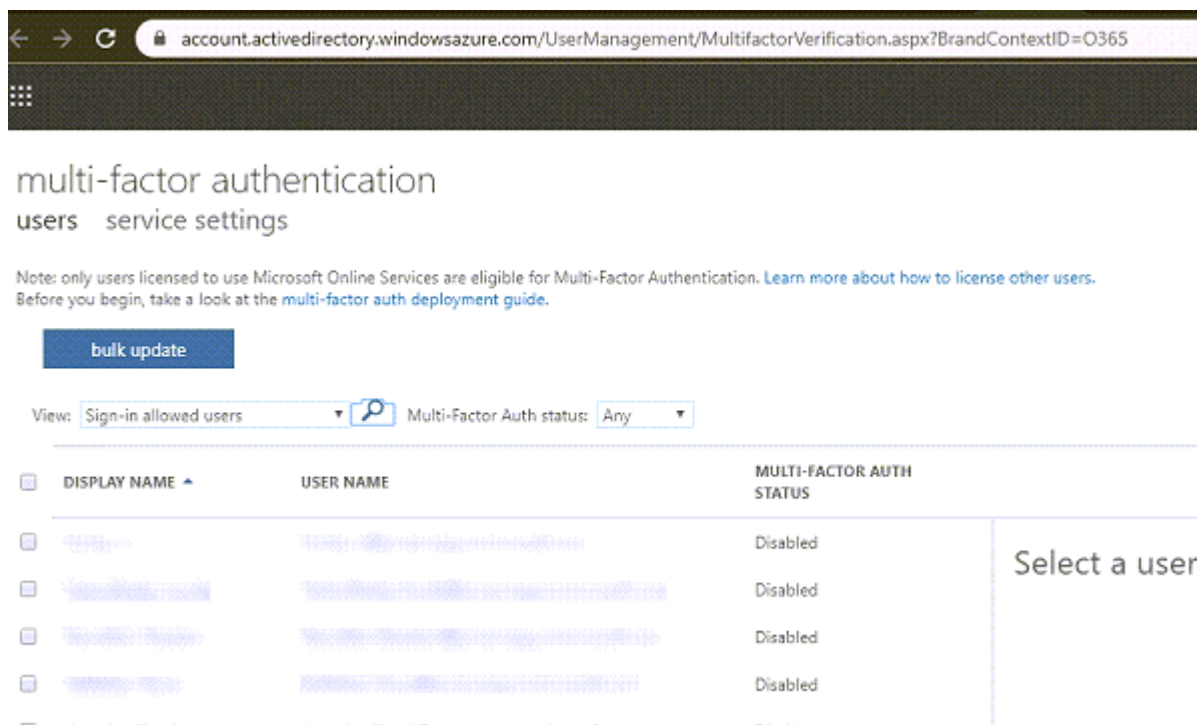 account.activedirectory.windowsazure.com/UserManagement/MultifactorVerification.aspx?BrandContextID=O365
multi-factor authentication
users service settings
Note: only users licensed to use Microsoft Online Services are eligible for Multi-Factor Authentication. Learn more about how to license other users.
Before you begin, take a look at the multi-factor auth deployment guide.
bulk update
View: Sign-in allowed users Multi-Factor Auth status: Any
DISPLAY NAME USER NAME MULTI-FACTOR AUTH STATUS
Disabled
Select a user
Disabled
Disabled
Disabled